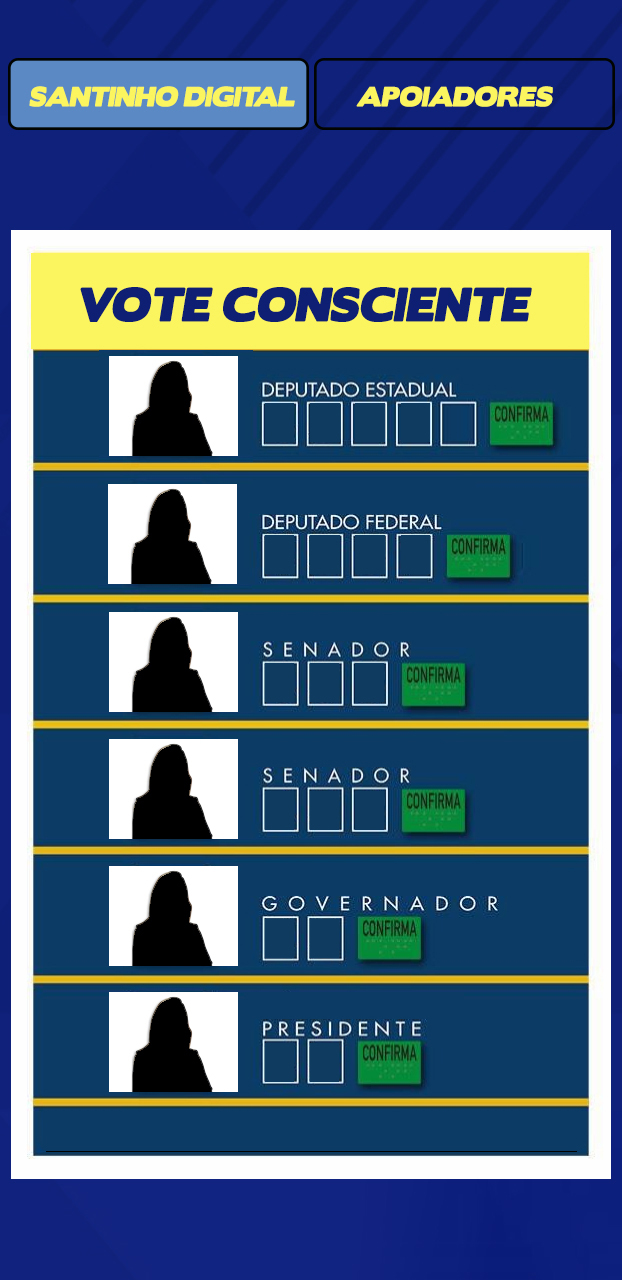 SANTINHO DIGITAL
APOIADORES
VOTE CONSCIENTE
DEPUTADO ESTADUAL
CONFIRMA
DEPUTADO FEDERAL
CONFIRMA
SENADOR
CONFIRMA
SENADOR
CONFIRMA
GOVERNADOR
CONFIRMA
PRESIDENTE
CONFIRMA